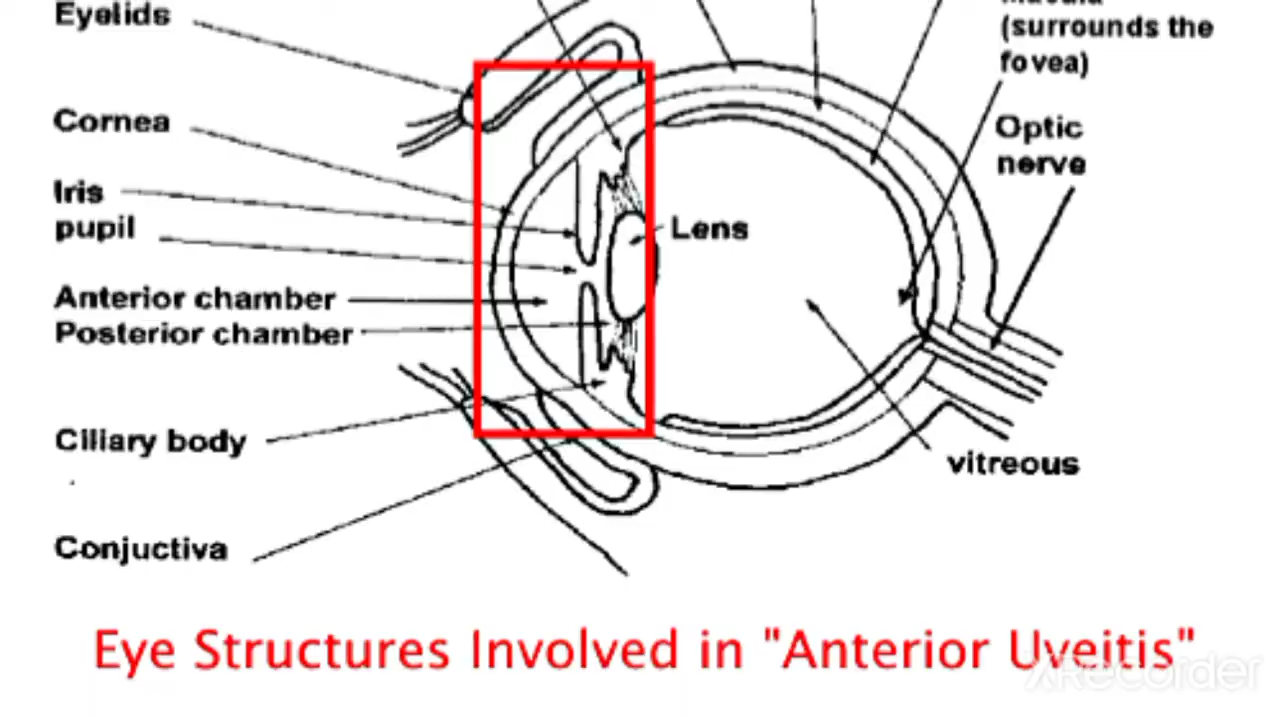 Eyelids
(surrounds the
fovea)
Cornea
Optic
nerve
Iris
pupil
Lens
Anterior chamber
Posterior chamber
Ciliary body
vitreous
Conjuctiva
Eye Structures Involved in "Anterior Uveitis"
XRecorder